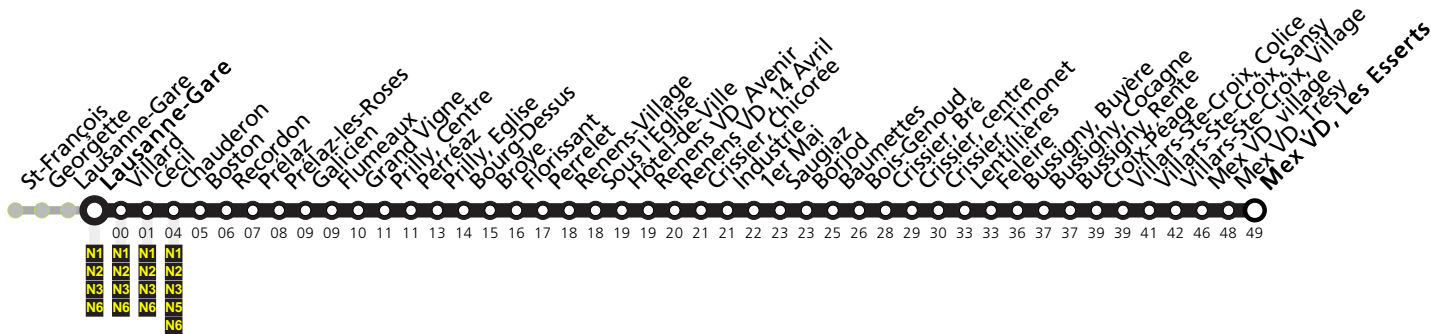 St-François
Georgette
Lausanne-Gare
Lausanne-Gare
Villard
Cécil
Chauderon
Boston
Recordon
Prélaz
Prélaz-les-Roses
Galicien
Flumeaux
Grand Vigne
Prilly, Centre
Perréaz
Prilly, Eglise
Bourg-Dessus
Broye
Florissant
Perrelet
Renens-Village
Sous l'Eglise
Hôtel-de-Ville
Renens VD, Avenir
Renens VD, 14 Avril
Crissier, Chicorée
Industrie
1er Mai
Saugiaz
Borjod
Baumettes
Bois-Genoud
Crissier, Bré
Crissier, centre
Crissier, Timonet
Lentillières
Feleire
Bussigny, Buyère
Bussigny, Cocagne
Bussigny, Rente
Croix-Péage
Villars-Ste-Croix, Colice
Villars-Ste-Croix, Sansy
Villars-Ste-Croix, Village
Mex VD, village
Mex VD, Trésy
Mex VD, Les Esserts
00 01 04 05 06 07 08 09 09 10 11 11 13 14 15 16 17 18 18 19 19 20 21 21 22 23 23 25 26 28 29 30 33 33 36 37 37 39 39 41 42 46 48 49
N1 N1 N1 N1
N2 N2 N2 N2
N3 N3 N3 N3
N6 N6 N6 N5
N6